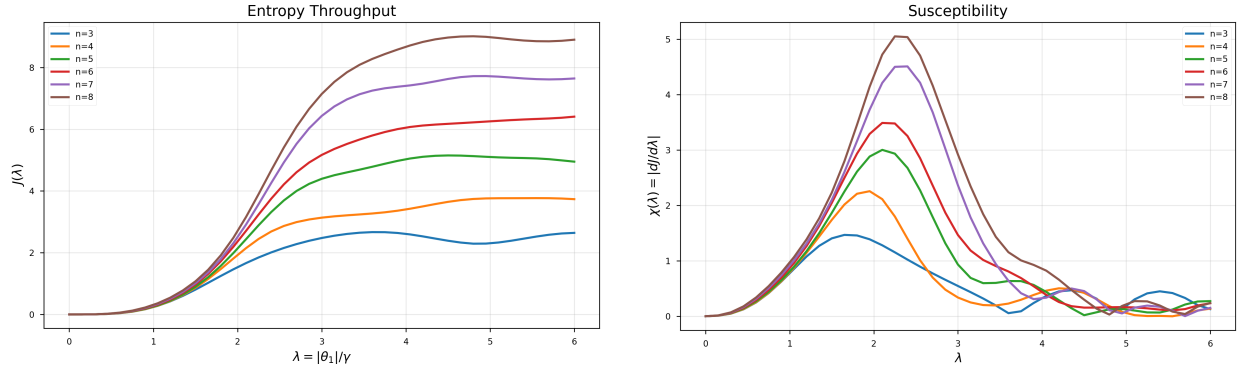 Entropy Throughput
n=3
n=4
n=5
n=6
n=7
n=8
J(λ)
8
6
4
2
0
0 1 2 3 4 5 6
λ = |θ₁|/γ
Susceptibility
n=3
n=4
n=5
n=6
n=7
n=8
χ(λ) = |dJ/dλ|
5
4
3
2
1
0
0 1 2 3 4 5 6
λ